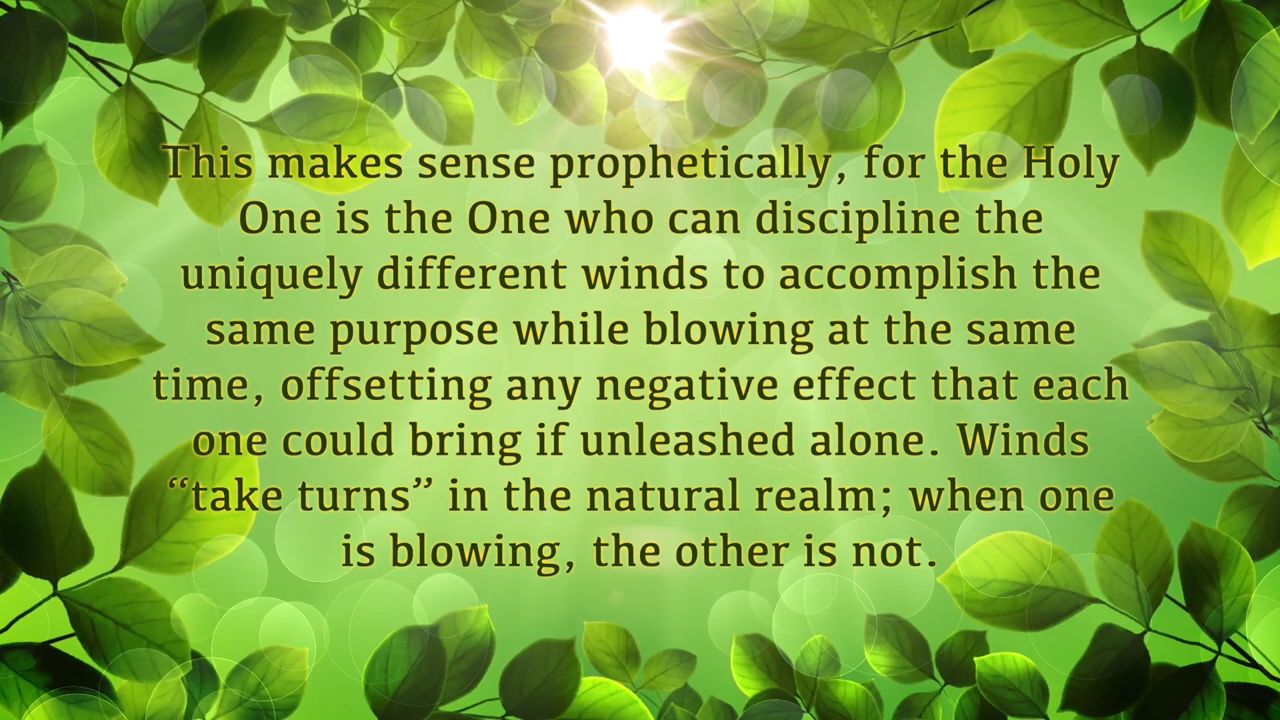 This makes sense prophetically, for the Holy
One is the One who can discipline the
uniquely different winds to accomplish the
same purpose while blowing at the same
time, offsetting any negative effect that each
one could bring if unleashed alone. Winds
“take turns” in the natural realm; when one
is blowing, the other is not.